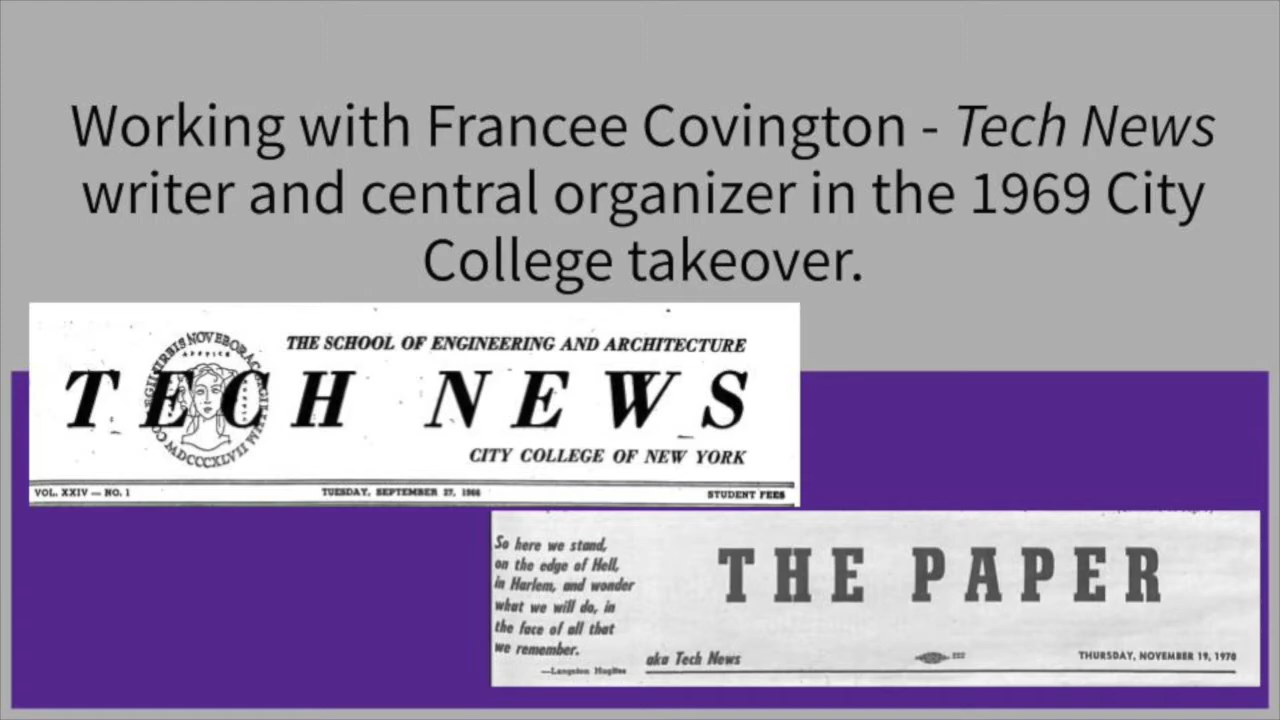 Working with Francee Covington - Tech News
writer and central organizer in the 1969 City
College takeover.
THE SCHOOL OF ENGINEERING AND ARCHITECTURE
TECH NEWS
CITY COLLEGE OF NEW YORK
VOL. XXIV — NO. 1 TUESDAY, SEPTEMBER 27, 1966 STUDENT FEES
So here we stand,
on the edge of Hell,
in Harlem, and wonder
what we will do, in
the face of all that
we remember.
—Langston Hughes
THE PAPER
aka Tech News THURSDAY, NOVEMBER 19, 1970